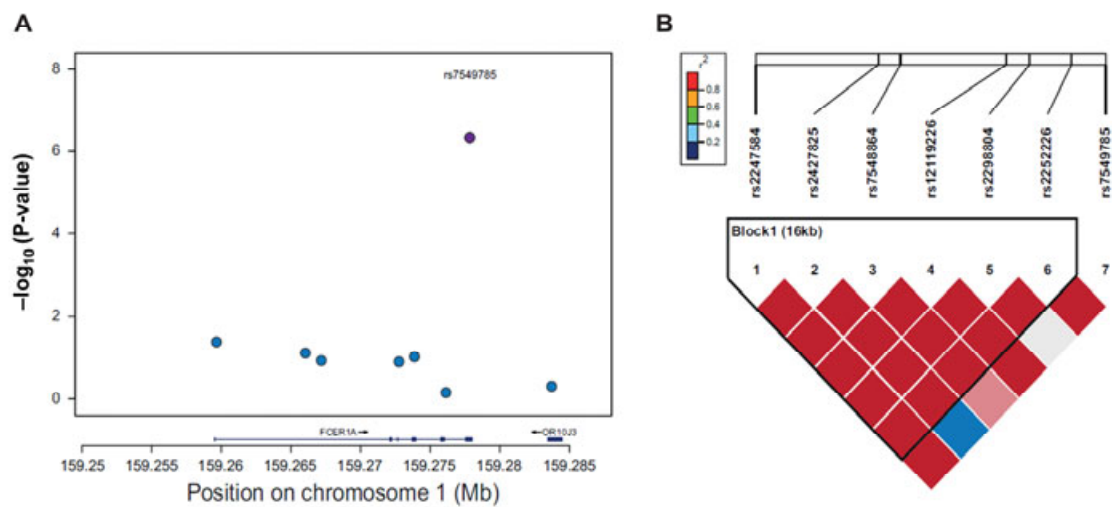 A
B
rs7549785
8
6
4
2
0
–log10 (P-value)
FCER1A
OR10J3
159.25 159.255 159.26 159.265 159.27 159.275 159.28 159.285
Position on chromosome 1 (Mb)
r2
0.8
0.6
0.4
0.2
rs2247584
rs2427825
rs7548864
rs12119226
rs2298804
rs2252226
rs7549785
Block1 (16kb)
1 2 3 4 5 6 7